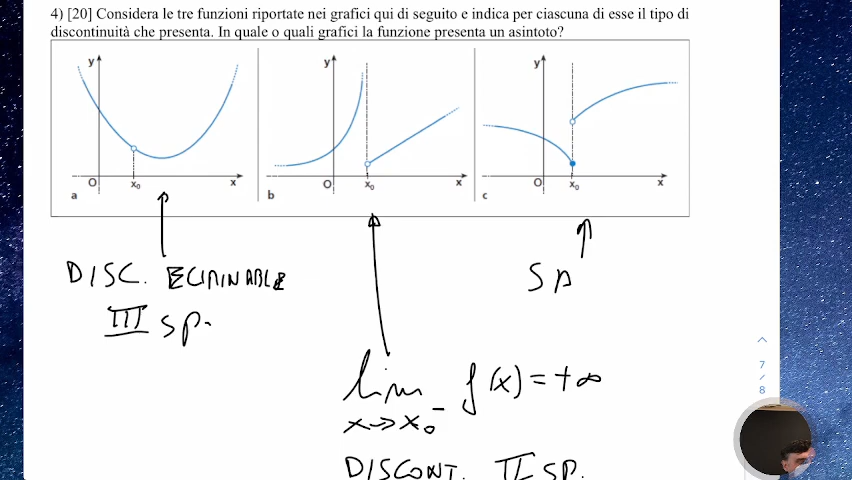 4) [20] Considera le tre funzioni riportate nei grafici qui di seguito e indica per ciascuna di esse il tipo di
discontinuità che presenta. In quale o quali grafici la funzione presenta un asintoto?
y y y
O x₀ x O x₀ x O x₀ x
a b c
DISC. ELIMINABLE
III SP.
SD
lim f(x) = +∞
x→x₀⁻
DISCONT. II SP.
7
/
8